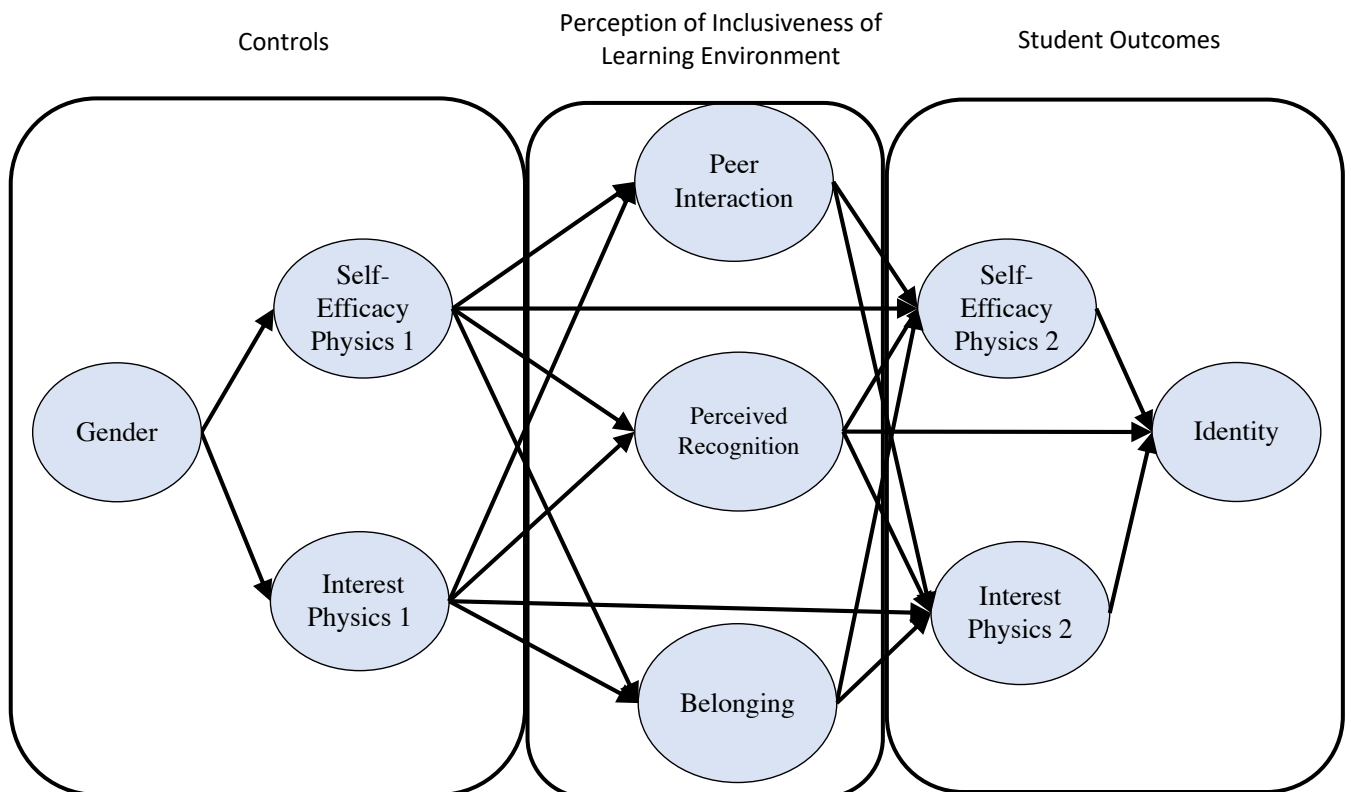 Controls
Perception of Inclusiveness of
Learning Environment
Student Outcomes
Peer
Interaction
Self-
Efficacy
Physics 1
Self-
Efficacy
Physics 2
Gender
Perceived
Recognition
Identity
Interest
Physics 1
Interest
Physics 2
Belonging